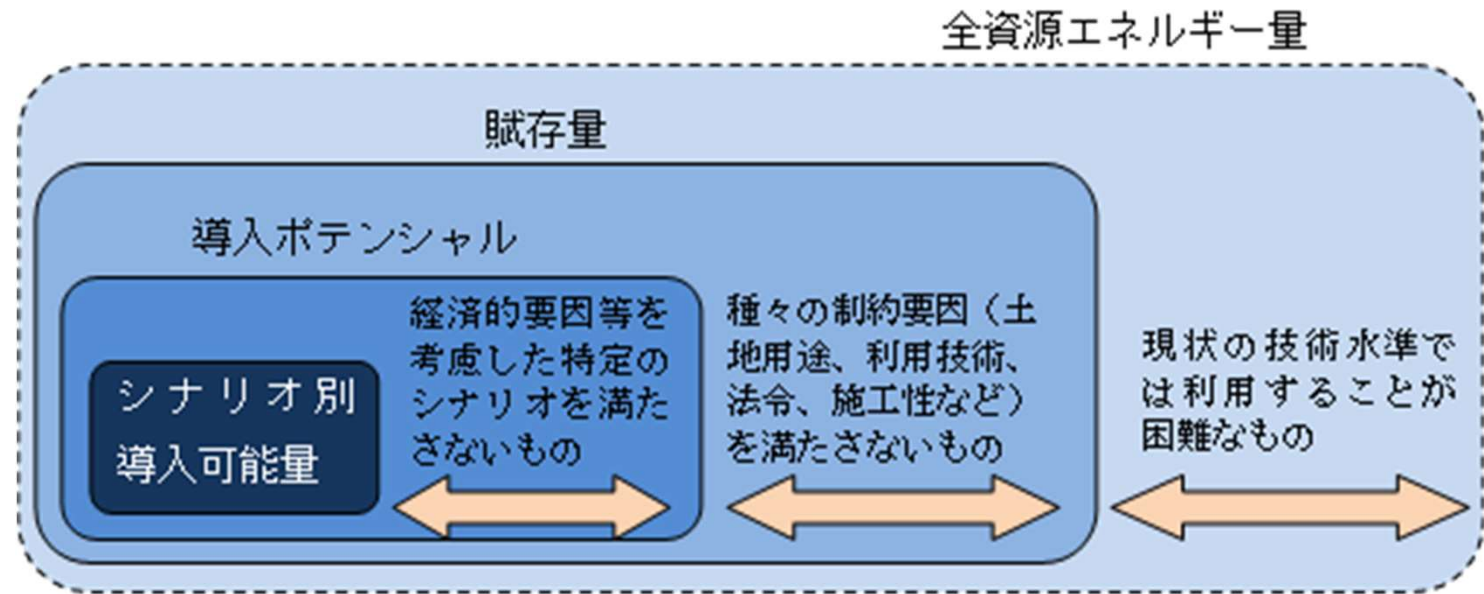 全資源エネルギー量
賦存量
導入ポテンシャル
シナリオ別
導入可能量
経済的要因等を
考慮した特定の
シナリオを満た
さないもの
種々の制約要因（土
地用途、利用技術、
法令、施工性など）
を満たさないもの
現状の技術水準で
は利用することが
困難なもの